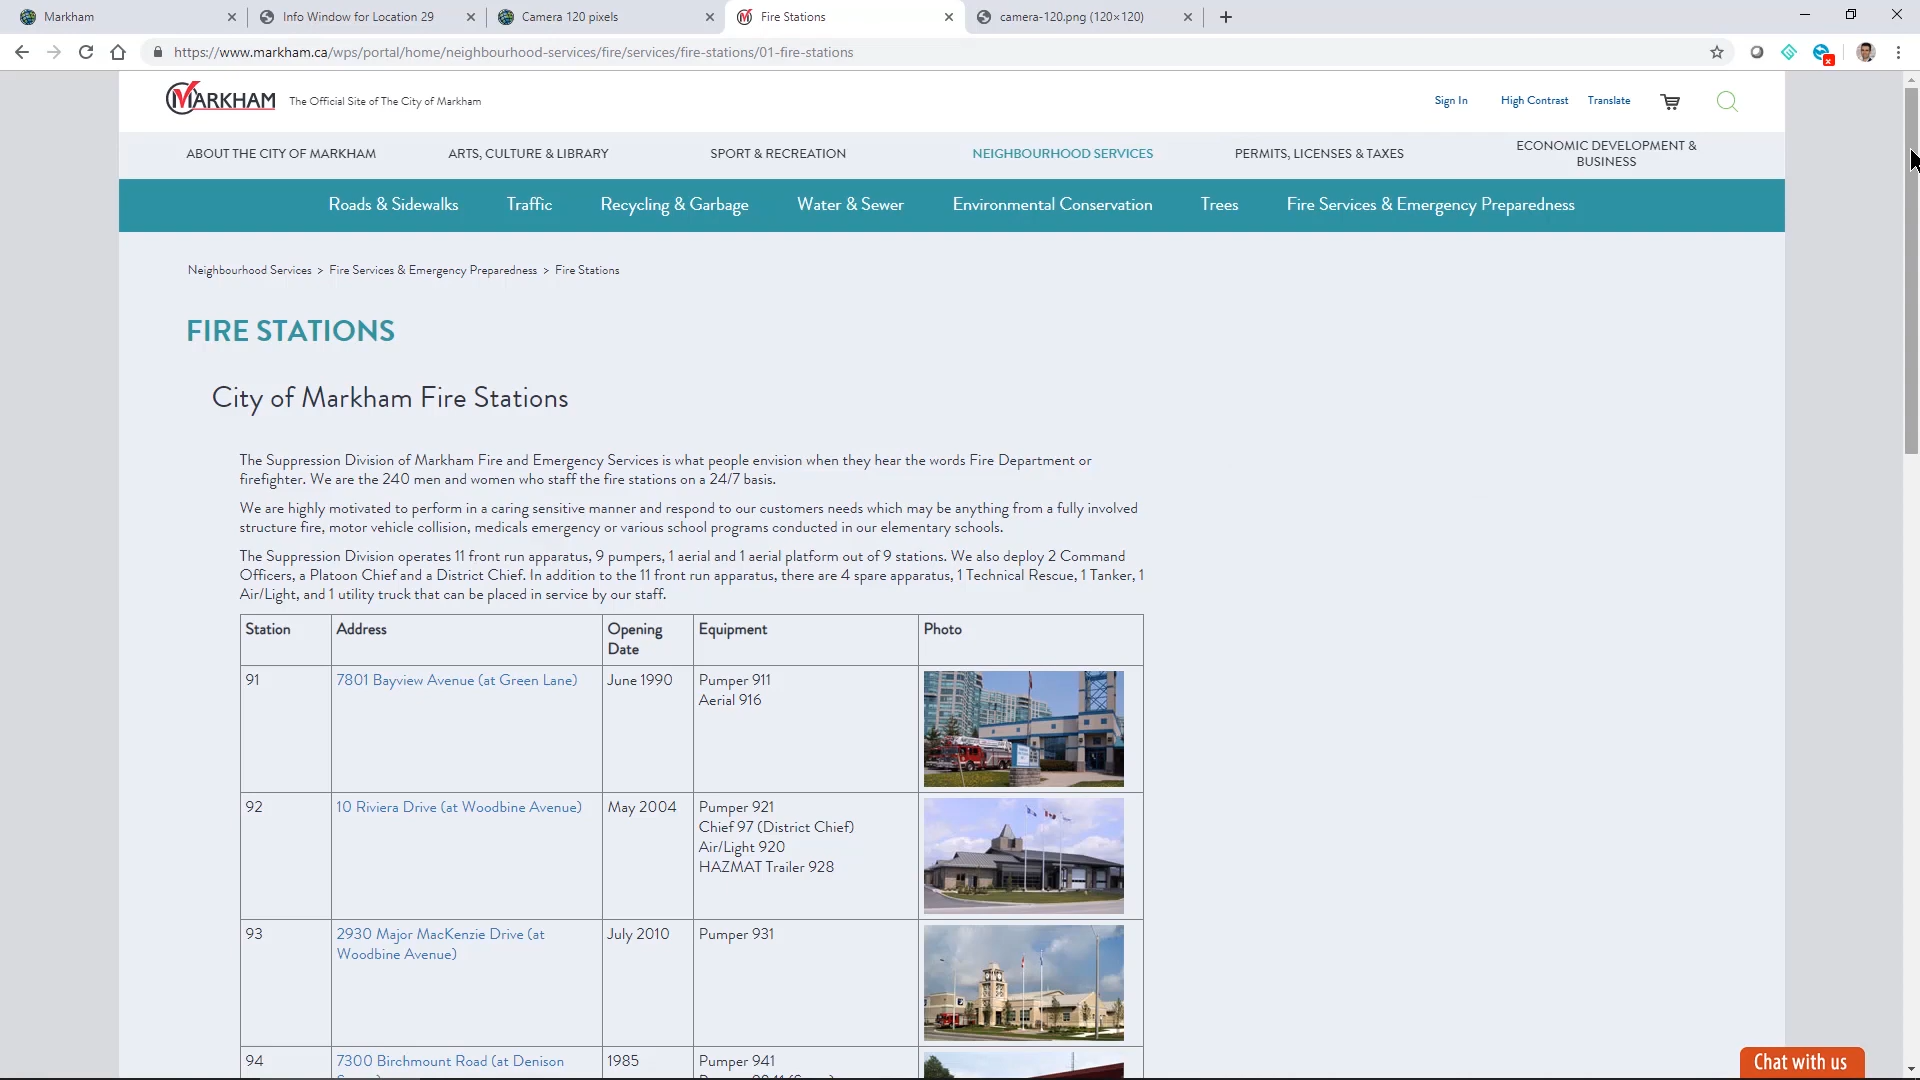 Markham
Info Window for Location 29
Camera 120 pixels
Fire Stations
camera-120.png (120×120)
https://www.markham.ca/wps/portal/home/neighbourhood-services/fire/services/fire-stations/01-fire-stations
MARKHAM
The Official Site of The City of Markham
Sign In
High Contrast
Translate
ABOUT THE CITY OF MARKHAM
ARTS, CULTURE & LIBRARY
SPORT & RECREATION
NEIGHBOURHOOD SERVICES
PERMITS, LICENSES & TAXES
ECONOMIC DEVELOPMENT &
BUSINESS
Roads & Sidewalks
Traffic
Recycling & Garbage
Water & Sewer
Environmental Conservation
Trees
Fire Services & Emergency Preparedness
Neighbourhood Services > Fire Services & Emergency Preparedness > Fire Stations
FIRE STATIONS
City of Markham Fire Stations
The Suppression Division of Markham Fire and Emergency Services is what people envision when they hear the words Fire Department or
firefighter. We are the 240 men and women who staff the fire stations on a 24/7 basis.
We are highly motivated to perform in a caring sensitive manner and respond to our customers needs which may be anything from a fully involved
structure fire, motor vehicle collision, medicals emergency or various school programs conducted in our elementary schools.
The Suppression Division operates 11 front run apparatus, 9 pumpers, 1 aerial and 1 aerial platform out of 9 stations. We also deploy 2 Command
Officers, a Platoon Chief and a District Chief. In addition to the 11 front run apparatus, there are 4 spare apparatus, 1 Technical Rescue, 1 Tanker, 1
Air/Light, and 1 utility truck that can be placed in service by our staff.
Station
Address
Opening
Date
Equipment
Photo
91
7801 Bayview Avenue (at Green Lane)
June 1990
Pumper 911
Aerial 916
92
10 Riviera Drive (at Woodbine Avenue)
May 2004
Pumper 921
Chief 97 (District Chief)
Air/Light 920
HAZMAT Trailer 928
93
2930 Major MacKenzie Drive (at
Woodbine Avenue)
July 2010
Pumper 931
94
7300 Birchmount Road (at Denison
1985
Pumper 941
Chat with us